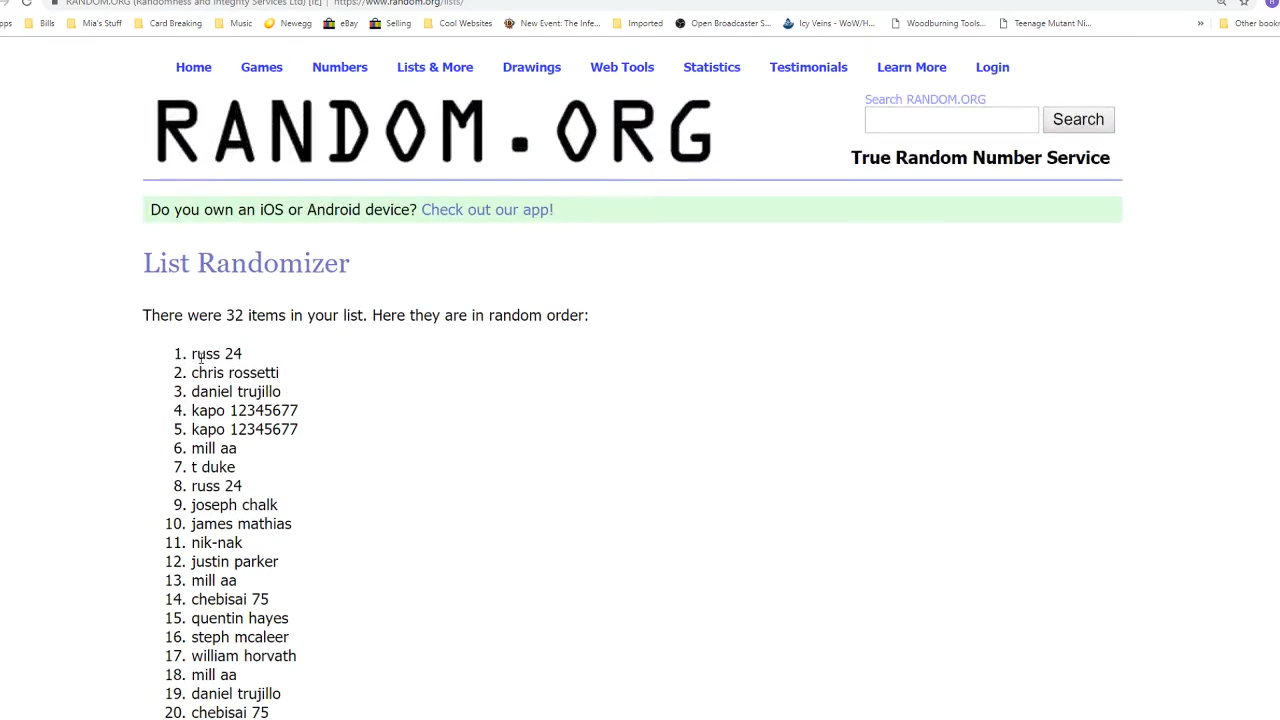 RANDOM.ORG (Randomness and Integrity Services Ltd) [IE] | https://www.random.org/lists/
Bills Mia's Stuff Card Breaking Music Newegg eBay Selling Cool Websites New Event: The Infe... Imported Open Broadcaster S... Icy Veins - WoW/H... Woodburning Tools... Teenage Mutant Ni... »
Home Games Numbers Lists & More Drawings Web Tools Statistics Testimonials Learn More Login
RANDOM.ORG
Search RANDOM.ORG
Search
True Random Number Service
Do you own an iOS or Android device? Check out our app!
List Randomizer
There were 32 items in your list. Here they are in random order:
1. russ 24
2. chris rossetti
3. daniel trujillo
4. kapo 12345677
5. kapo 12345677
6. mill aa
7. t duke
8. russ 24
9. joseph chalk
10. james mathias
11. nik-nak
12. justin parker
13. mill aa
14. chebisai 75
15. quentin hayes
16. steph mcaleer
17. william horvath
18. mill aa
19. daniel trujillo
20. chebisai 75